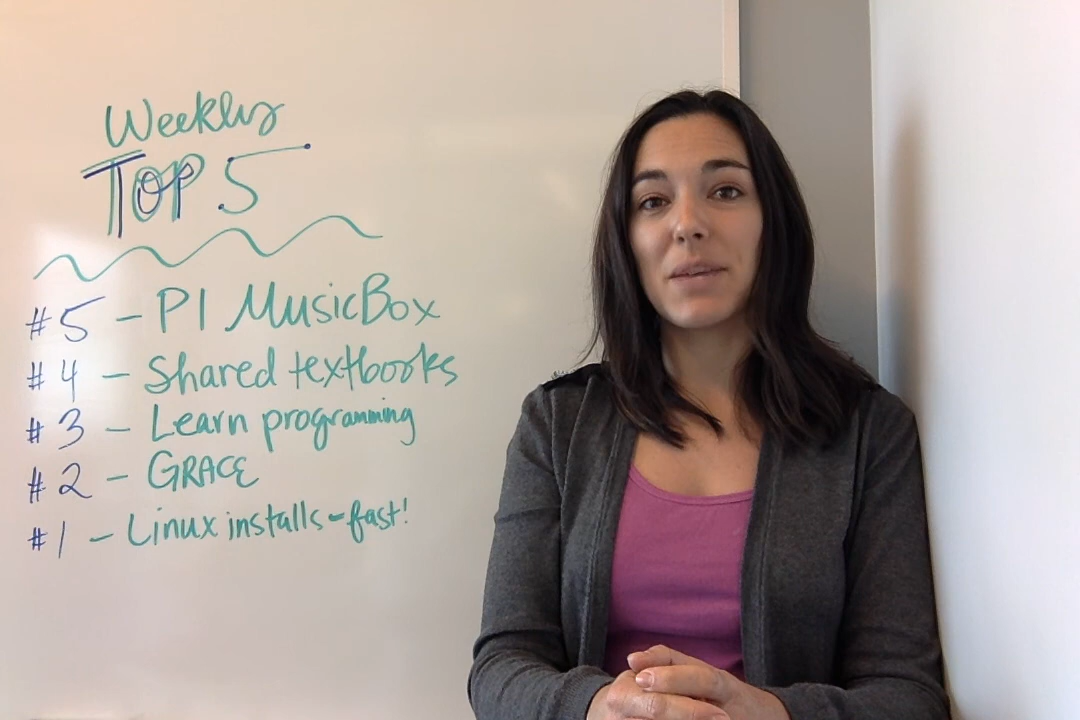 Weekly
TOP 5
#5 - PI MusicBox
#4 - Shared textbooks
#3 - Learn programming
#2 - GRACE
#1 - Linux installs - fast!